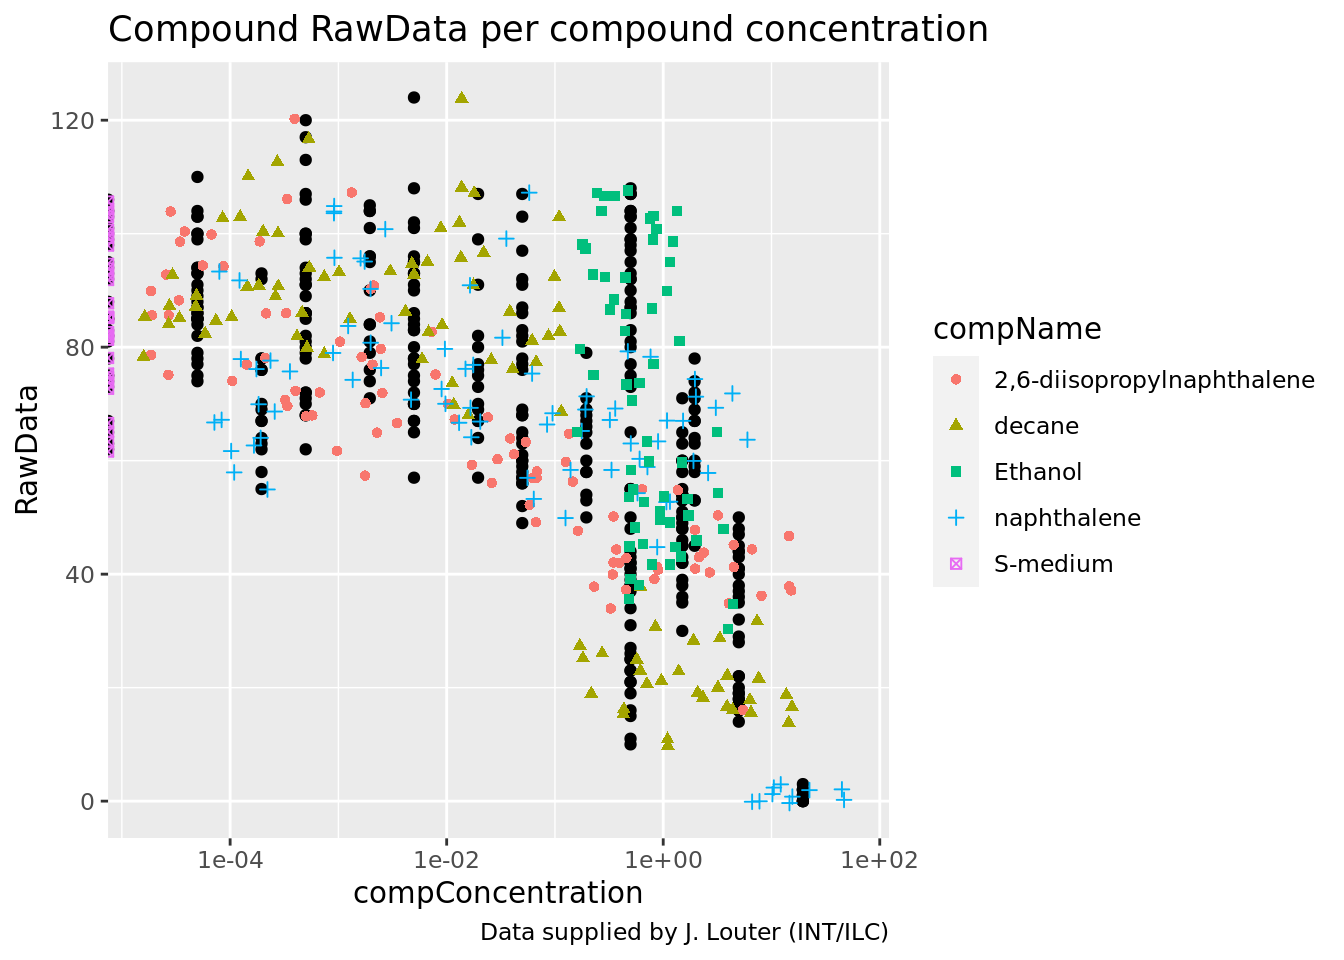 Compound RawData per compound concentration
RawData
120
80
40
0
1e-04
1e-02
1e+00
1e+02
compConcentration
Data supplied by J. Louter (INT/ILC)
compName
2,6-diisopropylnaphthalene
decane
Ethanol
naphthalene
S-medium